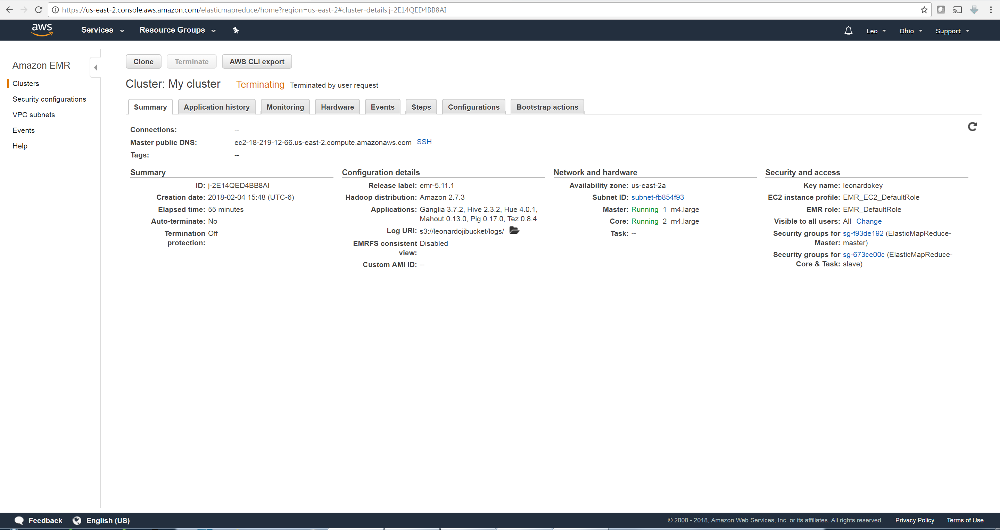 https://us-east-2.console.aws.amazon.com/elasticmapreduce/home?region=us-east-2#cluster-details:j-2E14QED4BB8AI
aws Services Resource Groups Leo Ohio Support
Amazon EMR
Clusters
Security configurations
VPC subnets
Events
Help
Clone Terminate AWS CLI export
Cluster: My cluster Terminating Terminated by user request
Summary Application history Monitoring Hardware Events Steps Configurations Bootstrap actions
Connections: --
Master public DNS: ec2-18-219-12-66.us-east-2.compute.amazonaws.com SSH
Tags: --
Summary
ID: j-2E14QED4BB8AI
Creation date: 2018-02-04 15:48 (UTC-6)
Elapsed time: 55 minutes
Auto-terminate: No
Termination Off
protection:
Configuration details
Release label: emr-5.11.1
Hadoop distribution: Amazon 2.7.3
Applications: Ganglia 3.7.2, Hive 2.3.2, Hue 4.0.1,
Mahout 0.13.0, Pig 0.17.0, Tez 0.8.4
Log URI: s3://leonardojibucket/logs/
EMRFS consistent Disabled
view:
Custom AMI ID: --
Network and hardware
Availability zone: us-east-2a
Subnet ID: subnet-fb854f93
Master: Running 1 m4.large
Core: Running 2 m4.large
Task: --
Security and access
Key name: leonardokey
EC2 instance profile: EMR_EC2_DefaultRole
EMR role: EMR_DefaultRole
Visible to all users: All Change
Security groups for sg-f93de192 (ElasticMapReduce-
Master: master)
Security groups for sg-673ce00c (ElasticMapReduce-
Core & Task: slave)
Feedback English (US) © 2008 - 2018, Amazon Web Services, Inc. or its affiliates. All rights reserved. Privacy Policy Terms of Use